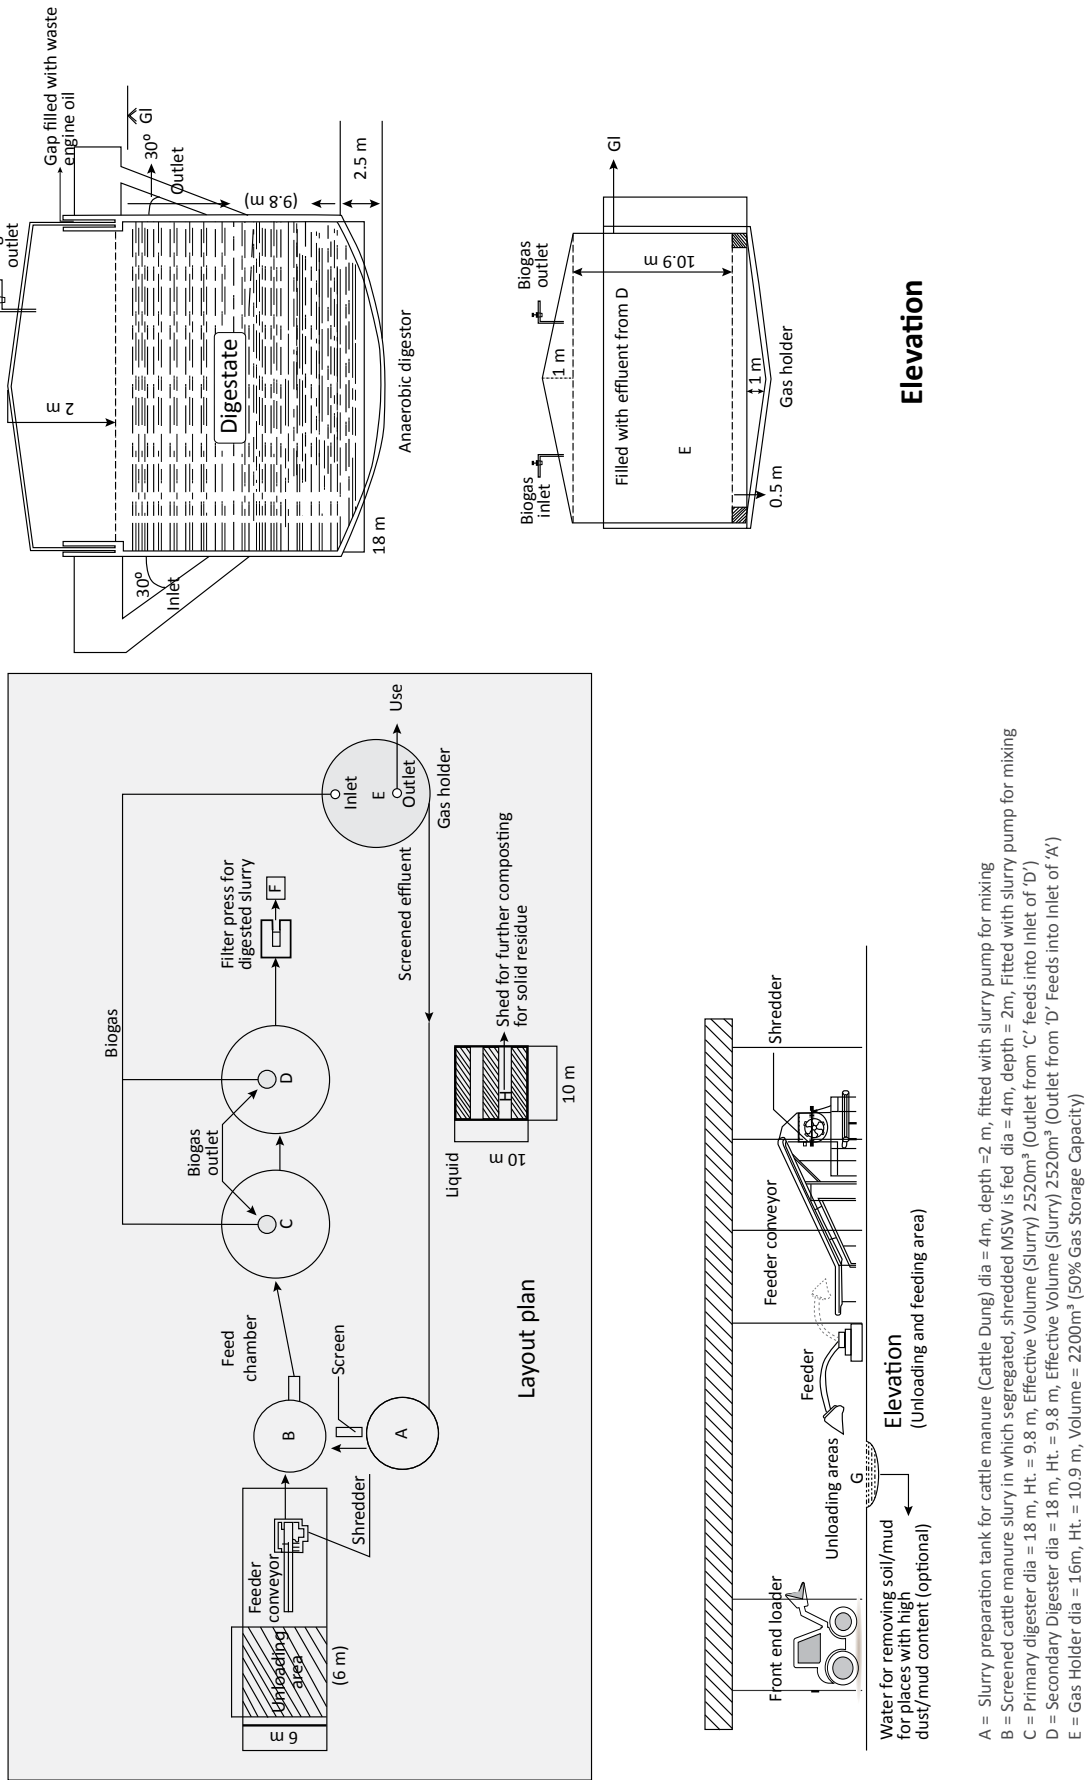 6 m
Unloading
area
(6 m)
Feeder
conveyor
Shredder
B
A
Screen
Feed
chamber
C
D
Biogas
outlet
Biogas
Filter press for
digested slurry
F
Inlet
E
Outlet
Use
Gas holder
Screened effluent
Liquid
10 m
10 m
H
Shed for further composting
for solid residue
Layout plan
outlet
Gap filled with waste
engine oil
Gl
30º
Outlet
2 m
(9.8 m)
2.5 m
Digestate
30º
Inlet
18 m
Anaerobic digestor
Biogas
inlet
Biogas
outlet
1 m
Gl
Filled with effluent from D
10.9 m
E
0.5 m
1 m
Gas holder
Elevation
Front end loader
Water for removing soil/mud
for places with high
dust/mud content (optional)
Unloading areas
G
Feeder
Feeder conveyor
Shredder
Elevation
(Unloading and feeding area)
A = Slurry preparation tank for cattle manure (Cattle Dung) dia = 4m, depth =2 m, fitted with slurry pump for mixing
B = Screened cattle manure slury in which segregated, shredded MSW is fed dia = 4m, depth = 2m, Fitted with slurry pump for mixing
C = Primary digester dia = 18 m, Ht. = 9.8 m, Effective Volume (Slurry) 2520m³ (Outlet from ‘C’ feeds into Inlet of ‘D’)
D = Secondary Digester dia = 18 m, Ht. = 9.8 m, Effective Volume (Slurry) 2520m³ (Outlet from ‘D’ Feeds into Inlet of ‘A’)
E = Gas Holder dia = 16m, Ht. = 10.9 m, Volume = 2200m³ (50% Gas Storage Capacity)